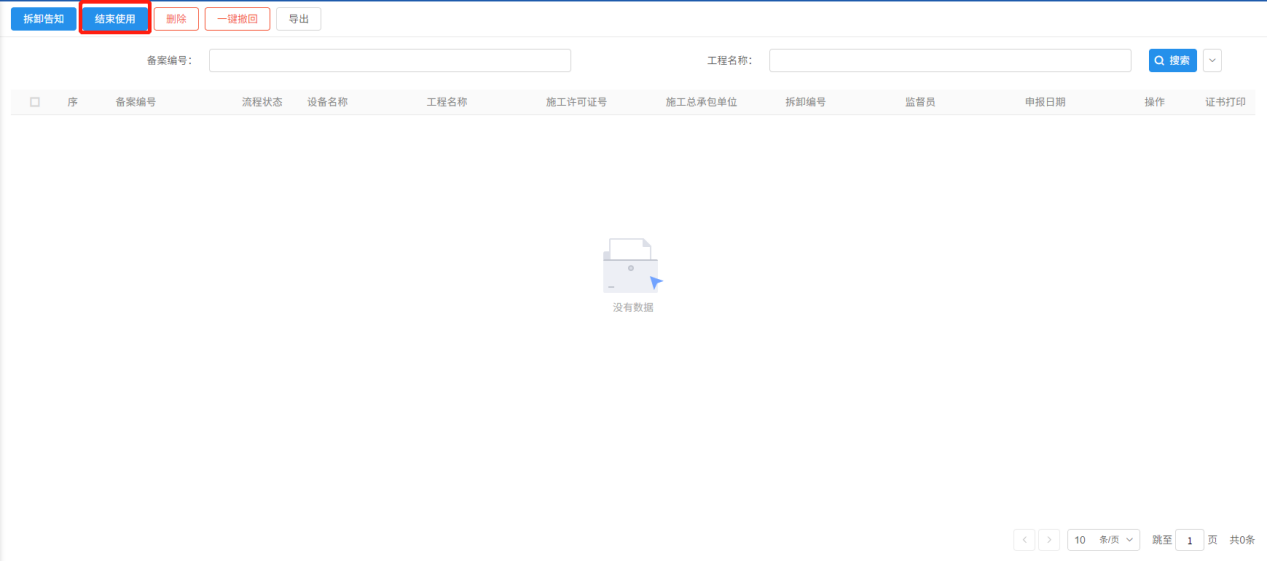 拆卸告知 结束使用 删除 一键撤回 导出
备案编号： 工程名称： 搜索
序 备案编号 流程状态 设备名称 工程名称 施工许可证号 施工总承包单位 拆卸编号 监督员 申报日期 操作 证书打印
没有数据
10 条/页 跳至 1 页 共0条